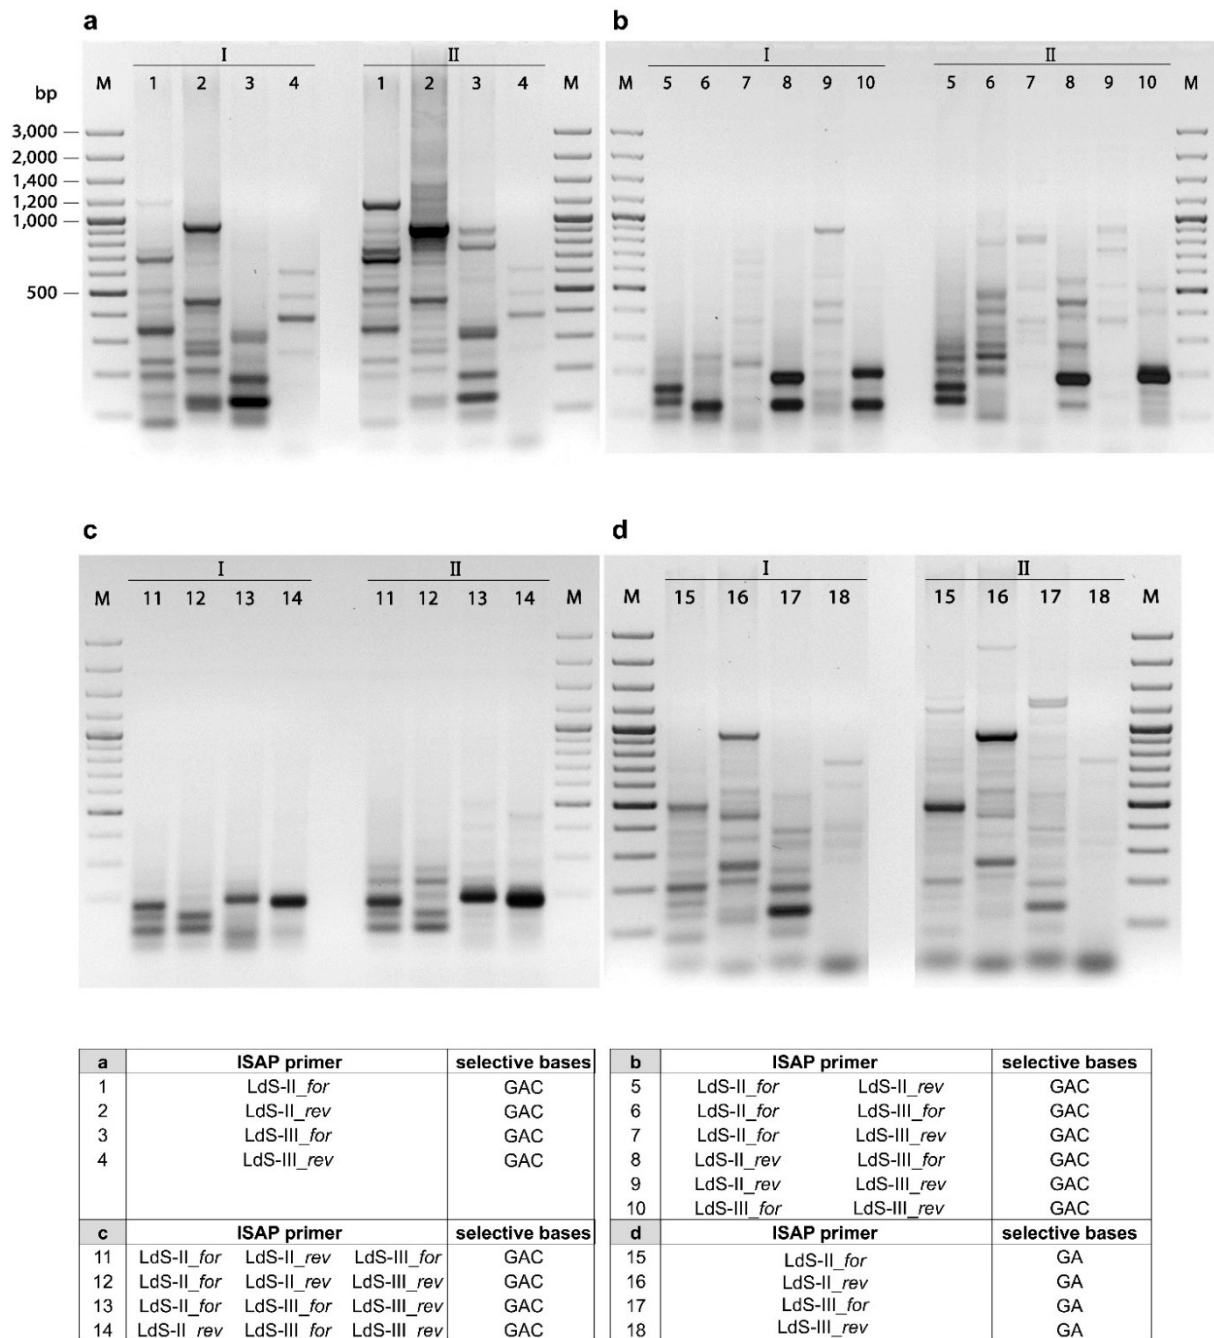 a
I II
M 1 2 3 4 1 2 3 4 M
bp
3,000
2,000
1,400
1,200
1,000
500
b
I II
M 5 6 7 8 9 10 5 6 7 8 9 10 M
c
I II
M 11 12 13 14 11 12 13 14 M
d
I II
M 15 16 17 18 15 16 17 18 M
a ISAP primer selective bases
1 LdS-II_for GAC
2 LdS-II_rev GAC
3 LdS-III_for GAC
4 LdS-III_rev GAC
b ISAP primer selective bases
5 LdS-II_for LdS-II_rev GAC
6 LdS-II_for LdS-III_for GAC
7 LdS-II_for LdS-III_rev GAC
8 LdS-II_rev LdS-III_for GAC
9 LdS-II_rev LdS-III_rev GAC
10 LdS-III_for LdS-III_rev GAC
c ISAP primer selective bases
11 LdS-II_for LdS-II_rev LdS-III_for GAC
12 LdS-II_for LdS-II_rev LdS-III_rev GAC
13 LdS-II_for LdS-III_for LdS-III_rev GAC
14 LdS-II_rev LdS-III_for LdS-III_rev GAC
d ISAP primer selective bases
15 LdS-II_for GA
16 LdS-II_rev GA
17 LdS-III_for GA
18 LdS-III_rev GA